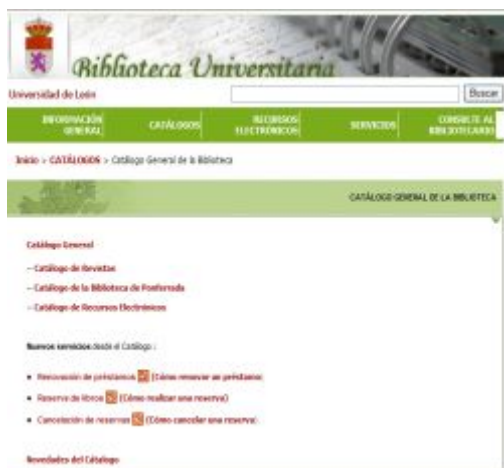 Biblioteca Universitaria
Universidad de León
Buscar
INFORMACIÓN GENERAL
CATÁLOGOS
RECURSOS ELECTRÓNICOS
SERVICIOS
CONSULTE AL BIBLIOTECARIO
Inicio > CATÁLOGOS > Catálogo General de la Biblioteca
CATÁLOGO GENERAL DE LA BIBLIOTECA
Catálogo General
-- Catálogo de Revistas
-- Catálogo de la Biblioteca de Ponferrada
-- Catálogo de Recursos Electrónicos
Nuevos servicios desde el Catálogo :
• Renovación de préstamos (Cómo renovar un préstamo)
• Reserva de libros (Cómo realizar una reserva)
• Cancelación de reservas (Cómo cancelar una reserva)
Novedades del Catálogo